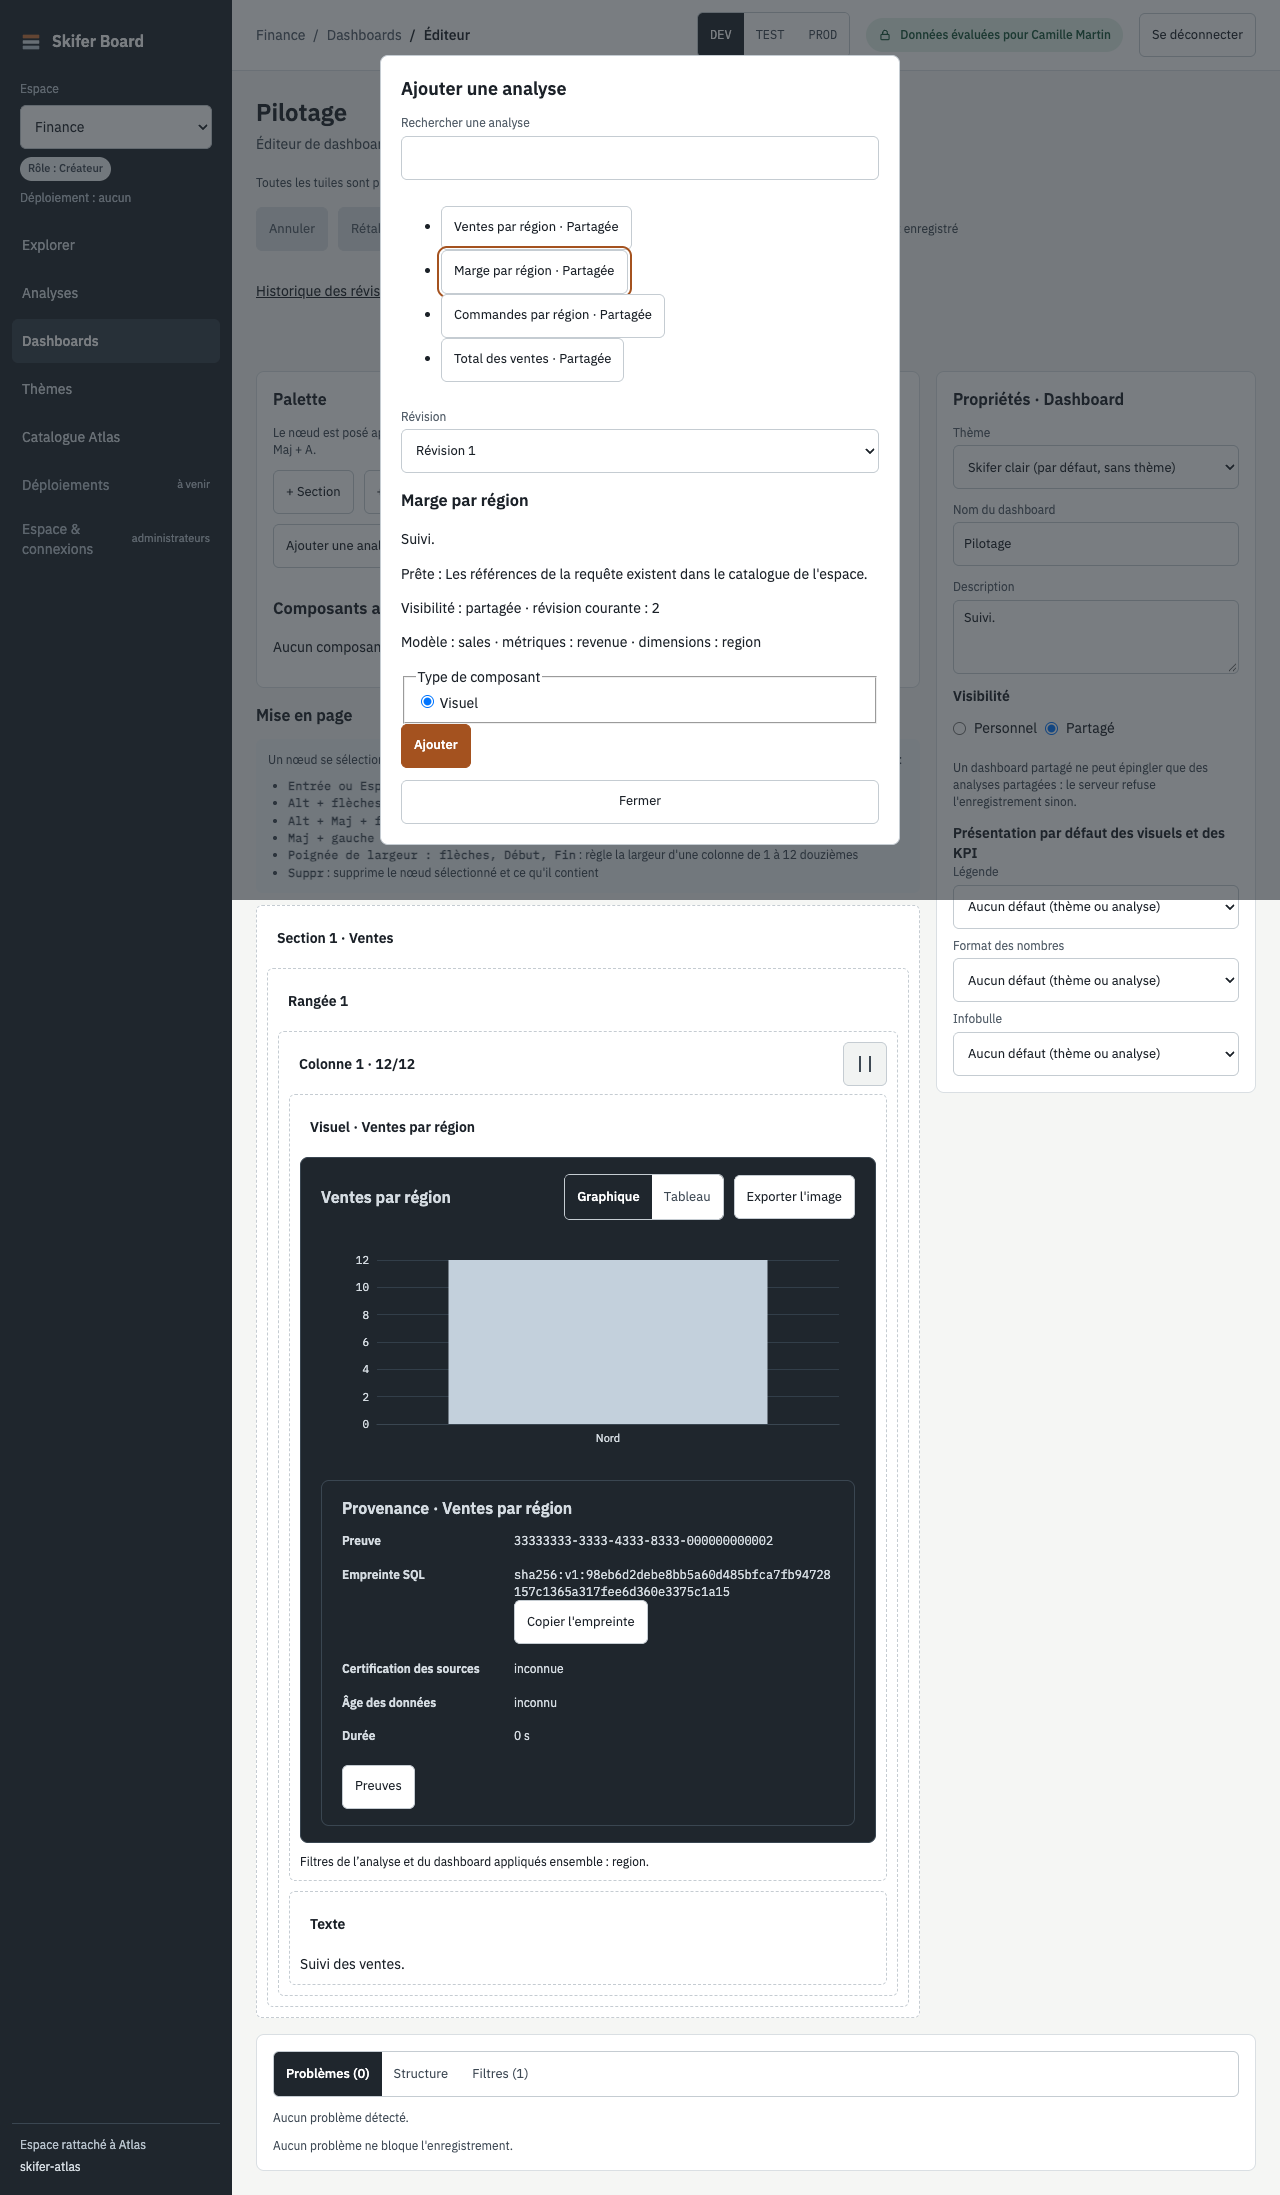 Skifer Board
Espace
Finance
Rôle : Créateur
Déploiement : aucun
Explorer
Analyses
Dashboards
Thèmes
Catalogue Atlas
Déploiements
à venir
Espace &
connexions
administrateurs
Espace rattaché à Atlas
skifer-atlas
Finance / Dashboards / Éditeur
DEV TEST PROD
Données évaluées pour Camille Martin
Se déconnecter
Pilotage
Éditeur de dashboar
Toutes les tuiles sont p
Annuler
Rétal
enregistré
Historique des révis
Palette
Le nœud est posé ap
Maj + A.
+ Section
Ajouter une anal
Composants a
Aucun composan
Mise en page
Un nœud se sélection
Entrée ou Esp
Alt + flèches
Alt + Maj + f
Maj + gauche
Poignée de largeur : flèches, Début, Fin : règle la largeur d'une colonne de 1 à 12 douzièmes
Suppr : supprime le nœud sélectionné et ce qu'il contient
Ajouter une analyse
Rechercher une analyse
Ventes par région · Partagée
Marge par région · Partagée
Commandes par région · Partagée
Total des ventes · Partagée
Révision
Révision 1
Marge par région
Suivi.
Prête : Les références de la requête existent dans le catalogue de l'espace.
Visibilité : partagée · révision courante : 2
Modèle : sales · métriques : revenue · dimensions : region
Type de composant
Visuel
Ajouter
Fermer
Propriétés · Dashboard
Thème
Skifer clair (par défaut, sans thème)
Nom du dashboard
Pilotage
Description
Suivi.
Visibilité
Personnel
Partagé
Un dashboard partagé ne peut épingler que des
analyses partagées : le serveur refuse
l'enregistrement sinon.
Présentation par défaut des visuels et des
KPI
Légende
Aucun défaut (thème ou analyse)
Format des nombres
Aucun défaut (thème ou analyse)
Infobulle
Aucun défaut (thème ou analyse)
Section 1 · Ventes
Rangée 1
Colonne 1 · 12/12
Visuel · Ventes par région
Ventes par région
Graphique
Tableau
Exporter l'image
12
10
8
6
4
2
0
Nord
Provenance · Ventes par région
Preuve
33333333-3333-4333-8333-000000000002
Empreinte SQL
sha256:v1:98eb6d2debe8bb5a60d485bfca7fb94728
157c1365a317fee6d360e3375c1a15
Copier l'empreinte
Certification des sources
inconnue
Âge des données
inconnu
Durée
0 s
Preuves
Filtres de l'analyse et du dashboard appliqués ensemble : region.
Texte
Suivi des ventes.
Problèmes (0)
Structure
Filtres (1)
Aucun problème détecté.
Aucun problème ne bloque l'enregistrement.